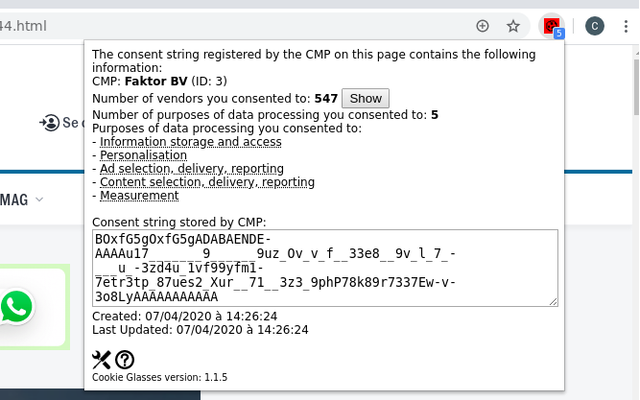 44.html
C
5
The consent string registered by the CMP on this page contains the following
information:
CMP: Faktor BV (ID: 3)
Number of vendors you consented to: 547 Show
Number of purposes of data processing you consented to: 5
Purposes of data processing you consented to:
- Information storage and access
- Personalisation
- Ad selection, delivery, reporting
- Content selection, delivery, reporting
- Measurement
Consent string stored by CMP:
BOxfG5gOxfG5gADABAENDE-
AAAAu17_______9______9uz_Ov_v_f__33e8__9v_l_7_-
___u_-3zd4u_1vf99yfm1-
7etr3tp_87ues2_Xur__71__3z3_9phP78k89r7337Ew-v-
3o8LyAAAAAAAAAAA
Created: 07/04/2020 à 14:26:24
Last Updated: 07/04/2020 à 14:26:24
Cookie Glasses version: 1.1.5
Se
MAG